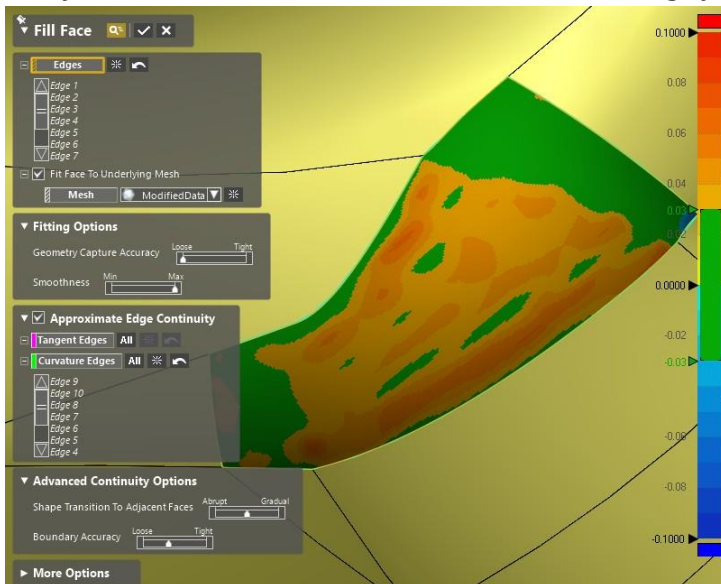 Fill Face
Edges
Edge 1
Edge 2
Edge 3
Edge 4
Edge 5
Edge 6
Edge 7
Fit Face To Underlying Mesh
Mesh ModifiedData
Fitting Options
Geometry Capture Accuracy Loose Tight
Smoothness Min Max
Approximate Edge Continuity
Tangent Edges All
Curvature Edges All
Edge 9
Edge 10
Edge 8
Edge 7
Edge 6
Edge 5
Edge 4
Advanced Continuity Options
Shape Transition To Adjacent Faces Abrupt Gradual
Boundary Accuracy Loose Tight
More Options
0.1000
0.08
0.06
0.04
0.03
0.02
0.0000
-0.02
-0.03
-0.06
-0.08
-0.1000